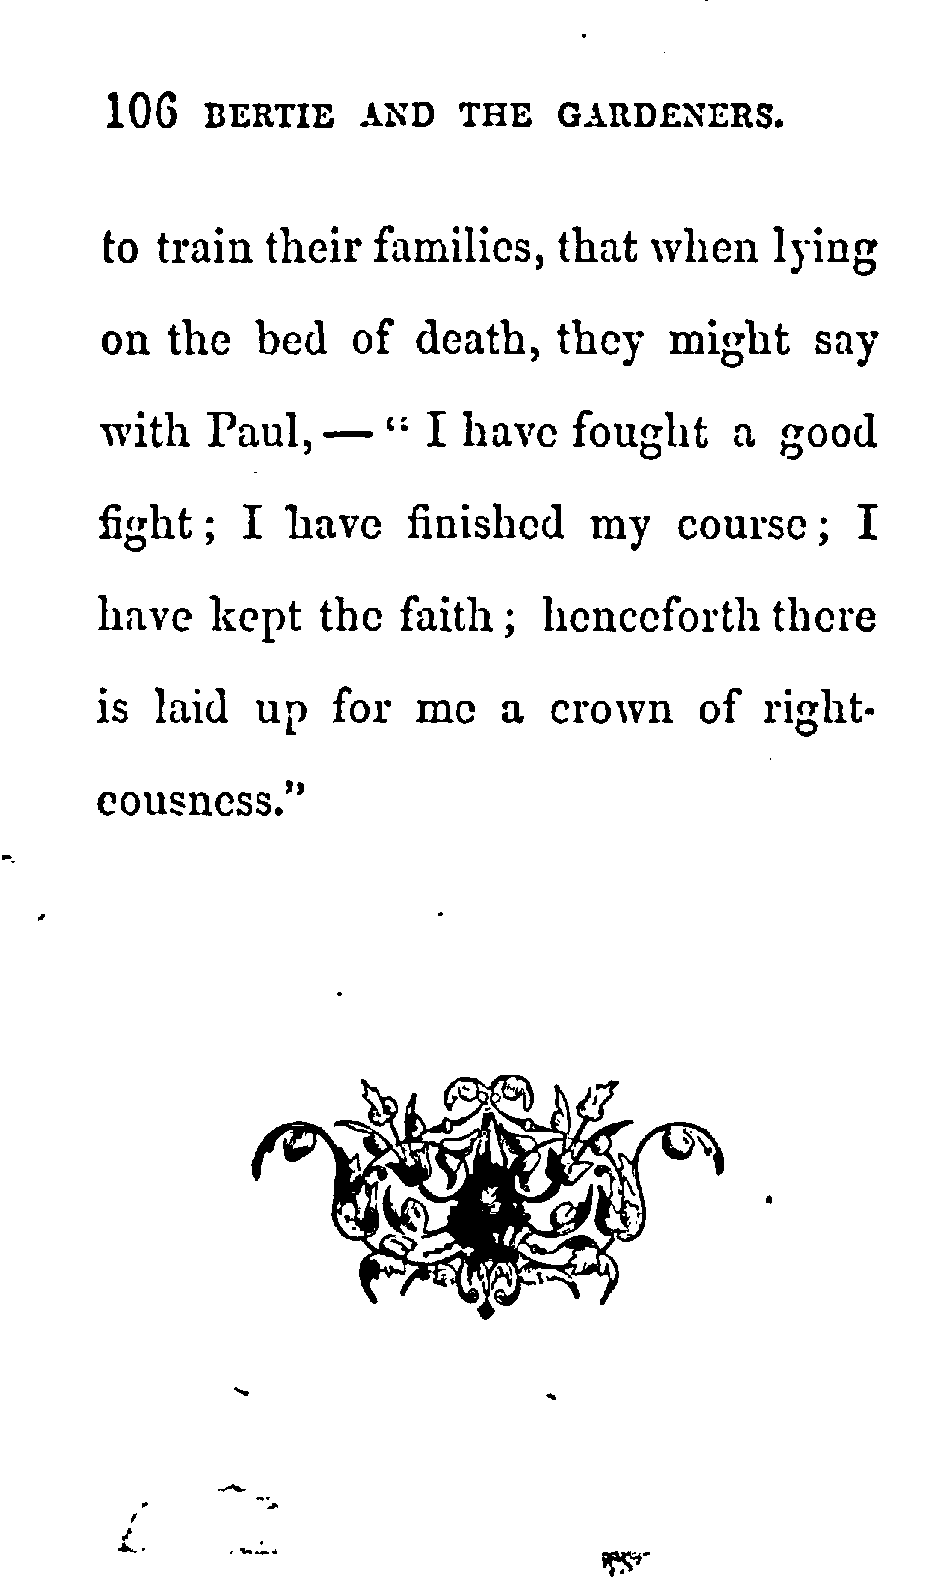 106 BERTIE AND THE GARDENERS.
to train their families, that when lying
on the bed of death, they might say
with Paul,— “ I have fought a good
fight; I have finished my course; I
have kept the faith; henceforth there
is laid up for me a crown of right-
eousness.”